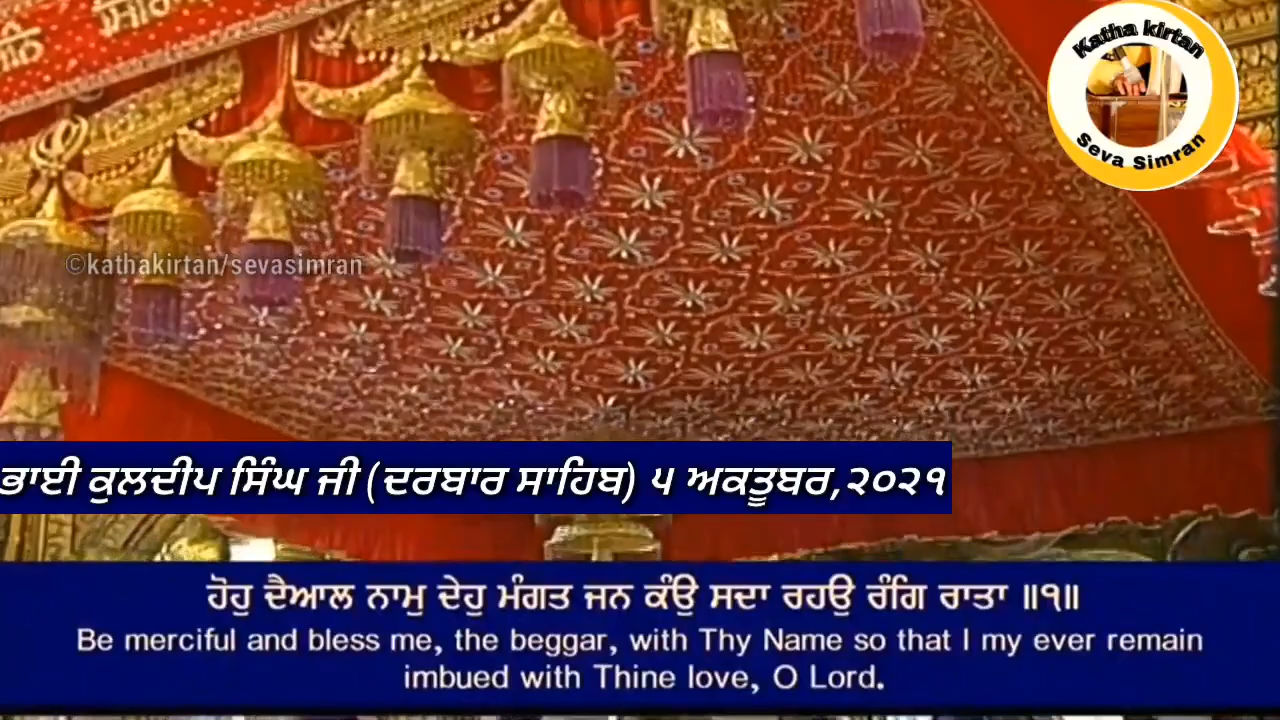 Katha kirtan
Seva Simran
©kathakirtan/sevasimran
ਭਾਈ ਕੁਲਦੀਪ ਸਿੰਘ ਜੀ (ਦਰਬਾਰ ਸਾਹਿਬ) ੫ ਅਕਤੂਬਰ,੨੦੨੧
ਹੋਹੁ ਦੈਆਲ ਨਾਮੁ ਦੇਹੁ ਮੰਗਤ ਜਨ ਕੰਉ ਸਦਾ ਰਹਉ ਰੰਗਿ ਰਾਤਾ ॥੧॥
Be merciful and bless me, the beggar, with Thy Name so that I my ever remain
imbued with Thine love, O Lord.